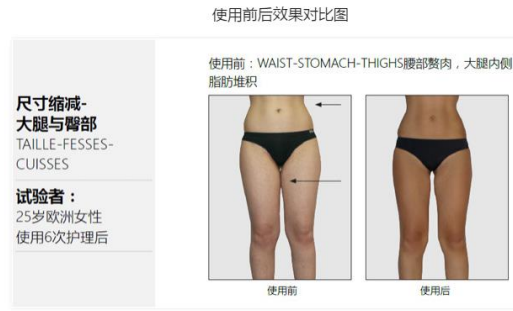 使用前后效果对比图
尺寸缩减-
大腿与臀部
TAILLE-FESSES-
CUISSES
试验者：
25岁欧洲女性
使用6次护理后
使用前：WAIST-STOMACH-THIGHS腰部赘肉，大腿内侧
脂肪堆积
使用前
使用后